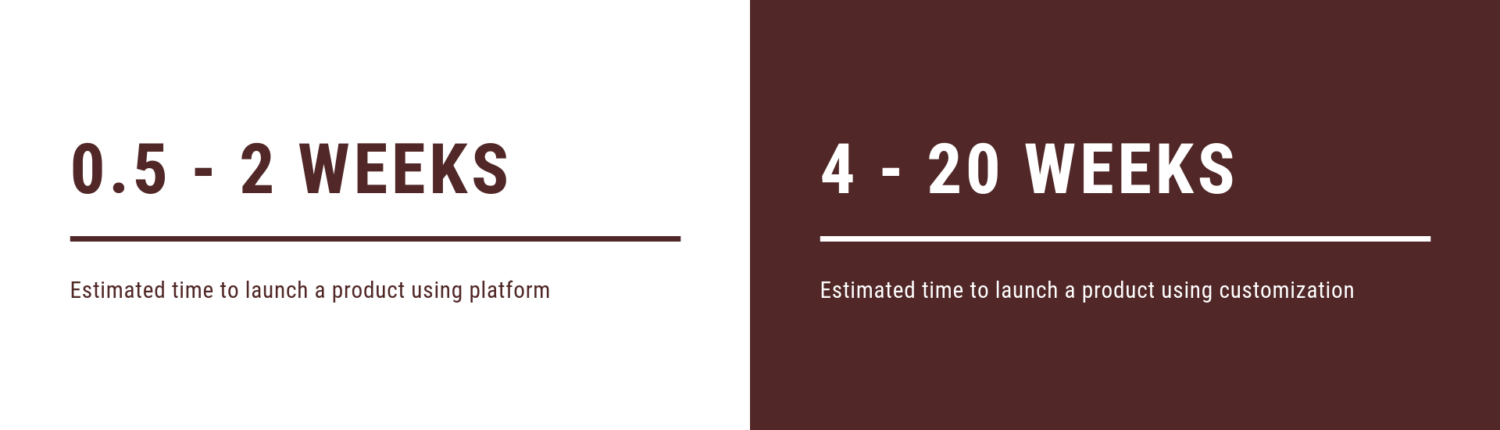 0.5 - 2 WEEKS
Estimated time to launch a product using platform
4 - 20 WEEKS
Estimated time to launch a product using customization